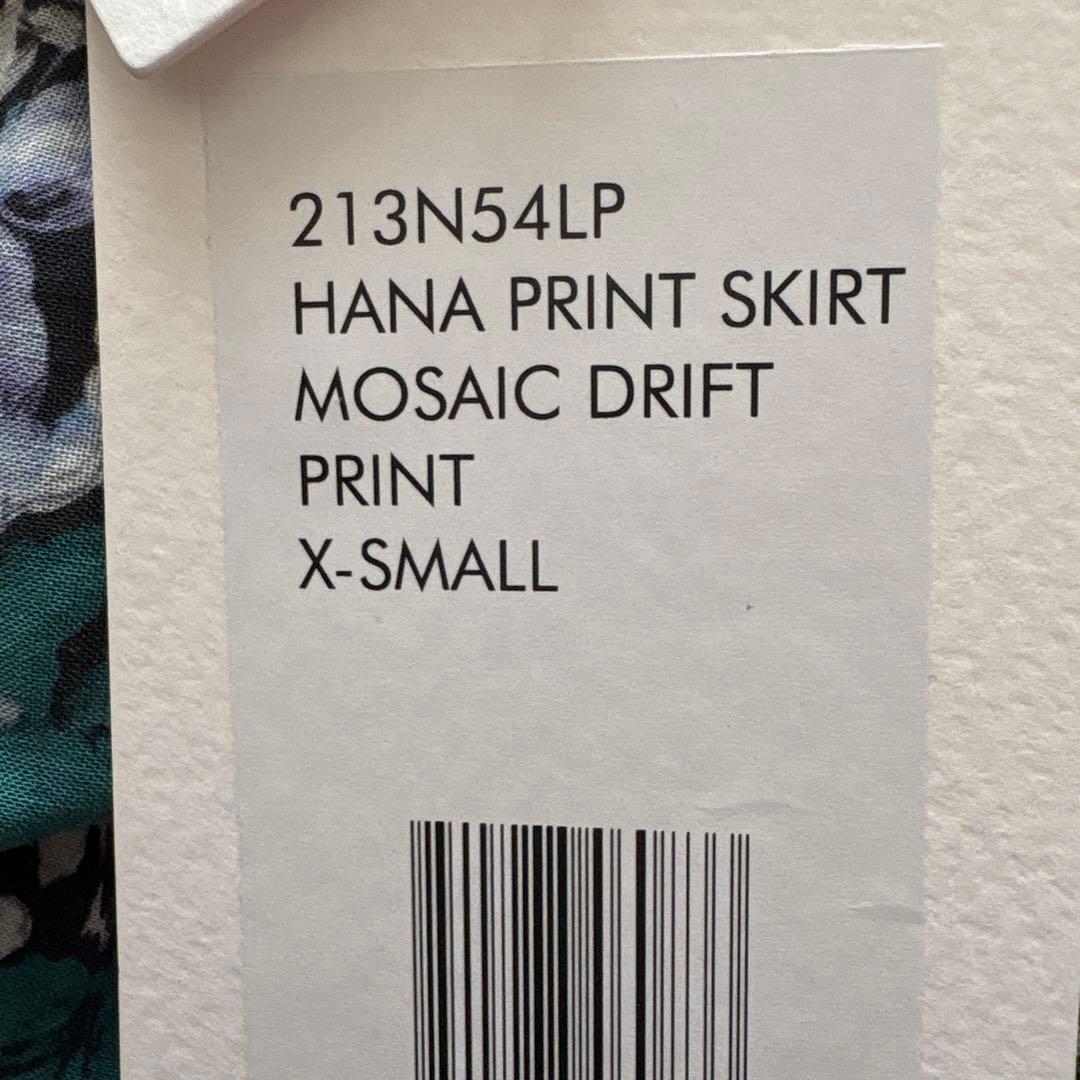 213N54LP
HANA PRINT SKIRT
MOSAIC DRIFT
PRINT
X-SMALL